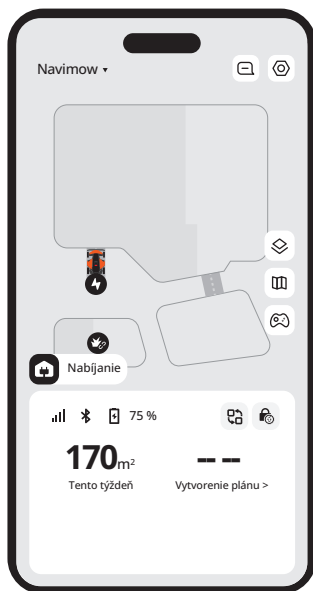 Navimow
Nabíjanie
75 %
170m²
-- --
Tento týždeň
Vytvorenie plánu >